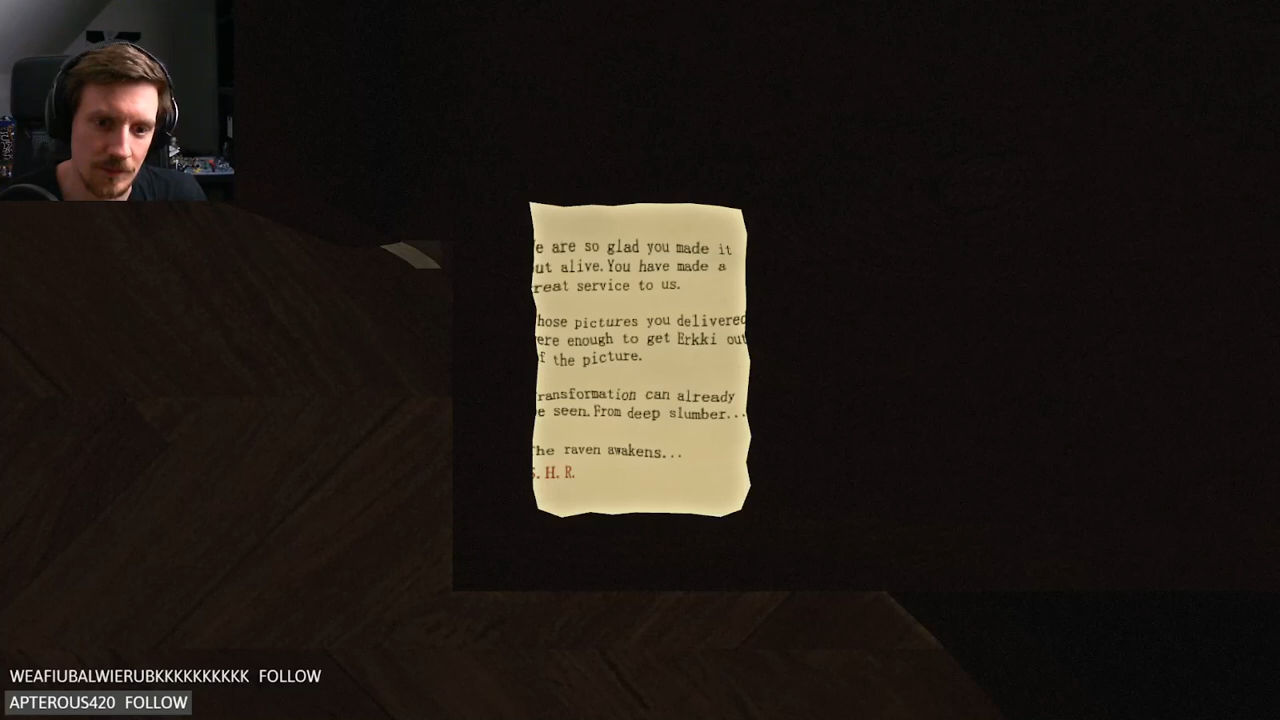 e are so glad you made it
ut alive. You have made a
reat service to us.
hose pictures you delivered
ere enough to get Erkki out
f the picture.
ransformation can already
e seen. From deep slumber...
he raven awakens...
S. H. R.
WEAFIUBALWIERUBKKKKKKKKKK FOLLOW
APTEROUS420 FOLLOW